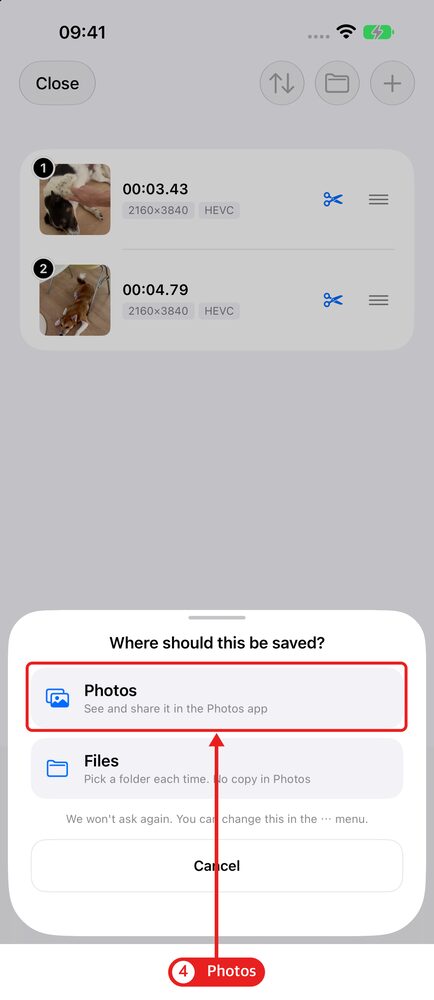 09:41
Close
1
00:03.43
2160×3840 HEVC
2
00:04.79
2160×3840 HEVC
Where should this be saved?
Photos
See and share it in the Photos app
Files
Pick a folder each time. No copy in Photos
We won't ask again. You can change this in the ··· menu.
Cancel
4 Photos